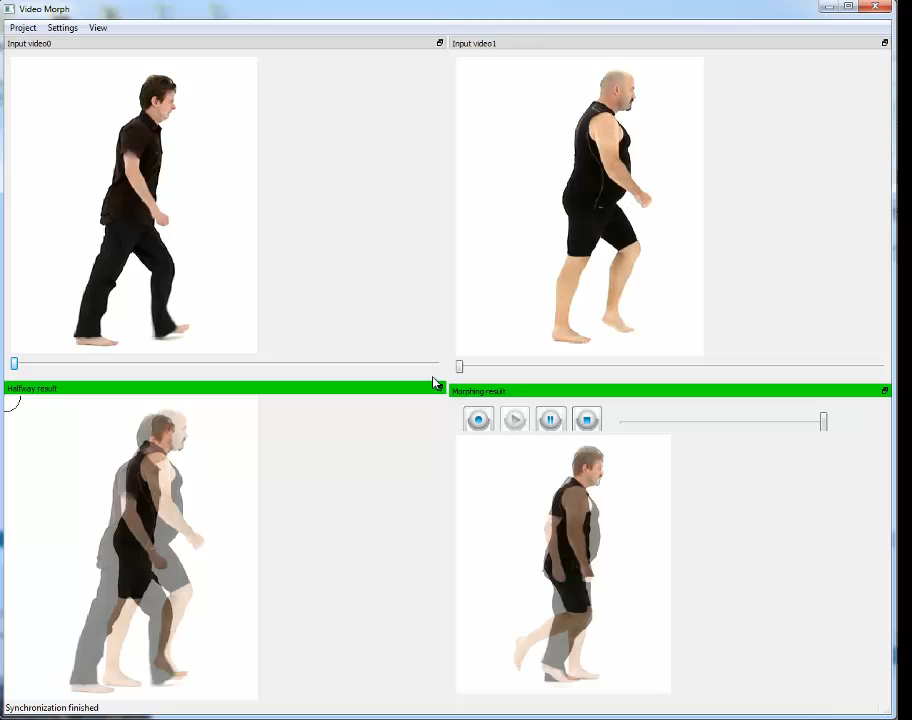 Video Morph
Project Settings View
Input video0
Input video1
Halfway result
Morphing result
Synchronization finished